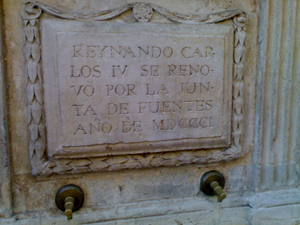 REYNANDO CAR-
LOS IV SE RENO-
VO POR LA JUN-
TA DE FUENTES
AÑO DE MDCCCI.